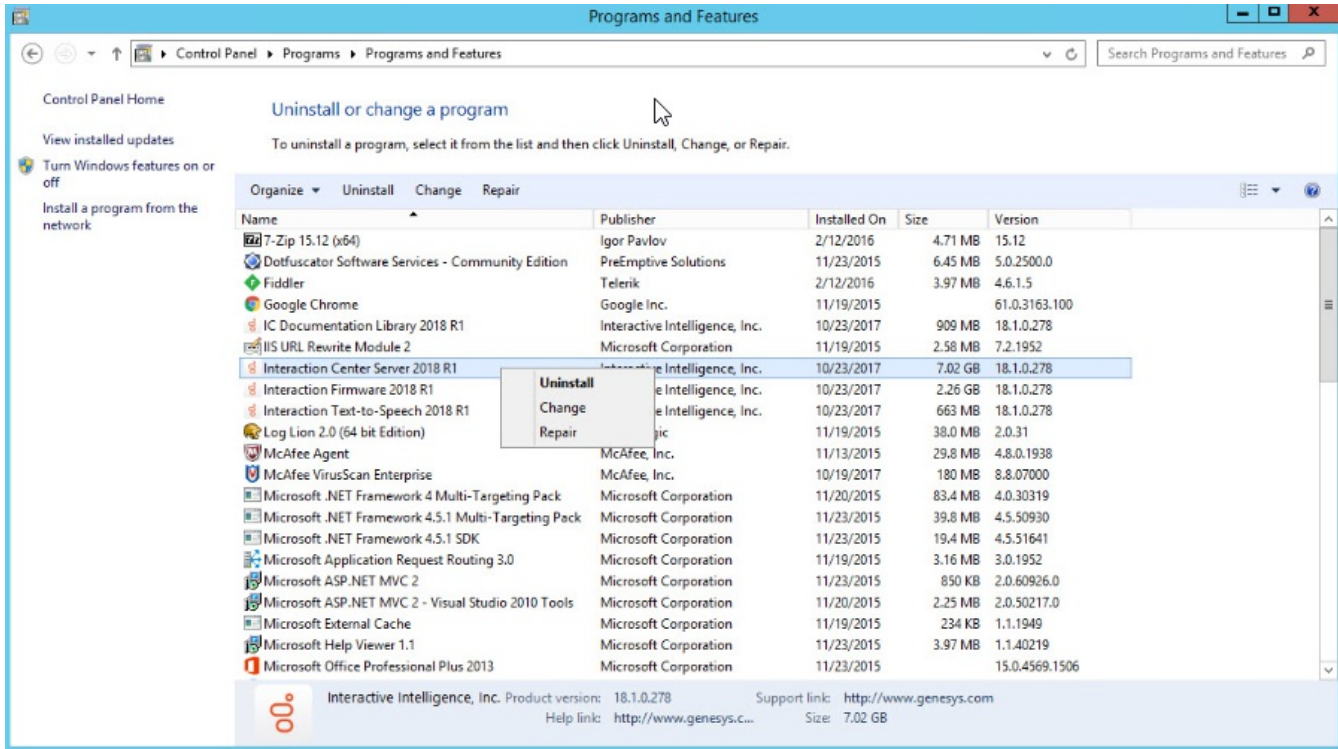 Programs and Features
Control Panel Programs Programs and Features
Search Programs and Features
Control Panel Home
View installed updates
Turn Windows features on or
off
Install a program from the
network
Uninstall or change a program
To uninstall a program, select it from the list and then click Uninstall, Change, or Repair.
Organize Uninstall Change Repair
Name Publisher Installed On Size Version
7-Zip 15.12 (x64) Igor Pavlov 2/12/2016 4.71 MB 15.12
Dotfuscator Software Services - Community Edition PreEmptive Solutions 11/23/2015 6.45 MB 5.0.2500.0
Fiddler Telerik 2/12/2016 3.97 MB 4.6.1.5
Google Chrome Google Inc. 11/19/2015 61.0.3163.100
IC Documentation Library 2018 R1 Interactive Intelligence, Inc. 10/23/2017 909 MB 18.1.0.278
IIS URL Rewrite Module 2 Microsoft Corporation 11/19/2015 2.58 MB 7.2.1952
Interaction Center Server 2018 R1 Intelligence, Inc. 10/23/2017 7.02 GB 18.1.0.278
Interaction Firmware 2018 R1 e Intelligence, Inc. 10/23/2017 2.26 GB 18.1.0.278
Interaction Text-to-Speech 2018 R1 e Intelligence, Inc. 10/23/2017 663 MB 18.1.0.278
Log Lion 2.0 (64 bit Edition) gic 11/19/2015 38.0 MB 2.0.31
Uninstall
Change
Repair
McAfee Agent McAfee, Inc. 11/13/2015 29.8 MB 4.8.0.1938
McAfee VirusScan Enterprise McAfee, Inc. 10/19/2017 180 MB 8.8.07000
Microsoft .NET Framework 4 Multi-Targeting Pack Microsoft Corporation 11/20/2015 83.4 MB 4.0.30319
Microsoft .NET Framework 4.5.1 Multi-Targeting Pack Microsoft Corporation 11/23/2015 39.8 MB 4.5.50930
Microsoft .NET Framework 4.5.1 SDK Microsoft Corporation 11/23/2015 19.4 MB 4.5.51641
Microsoft Application Request Routing 3.0 Microsoft Corporation 11/19/2015 3.16 MB 3.0.1952
Microsoft ASP.NET MVC 2 Microsoft Corporation 11/23/2015 850 KB 2.0.60926.0
Microsoft ASP.NET MVC 2 - Visual Studio 2010 Tools Microsoft Corporation 11/20/2015 2.25 MB 2.0.50217.0
Microsoft External Cache Microsoft Corporation 11/19/2015 234 KB 1.1.1949
Microsoft Help Viewer 1.1 Microsoft Corporation 11/23/2015 3.97 MB 1.1.40219
Microsoft Office Professional Plus 2013 Microsoft Corporation 11/23/2015 15.0.4569.1506
Interactive Intelligence, Inc. Product version: 18.1.0.278 Support link: http://www.genesys.com
Help link: http://www.genesys.c... Size: 7.02 GB